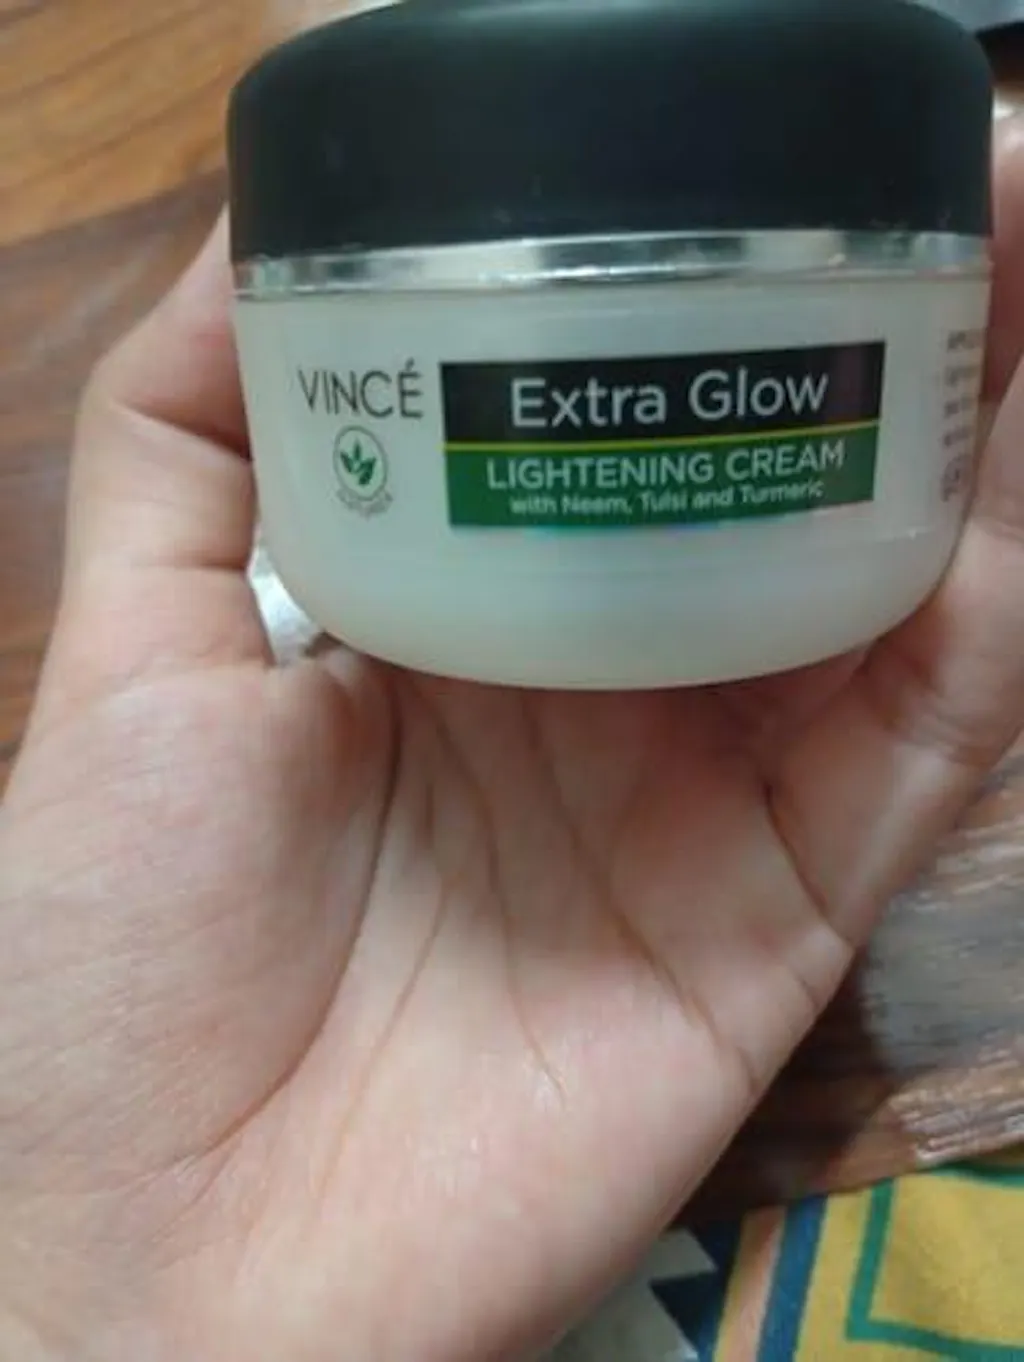 VINCÉ
Extra Glow
LIGHTENING CREAM
with Neem, Tulsi and Turmeric